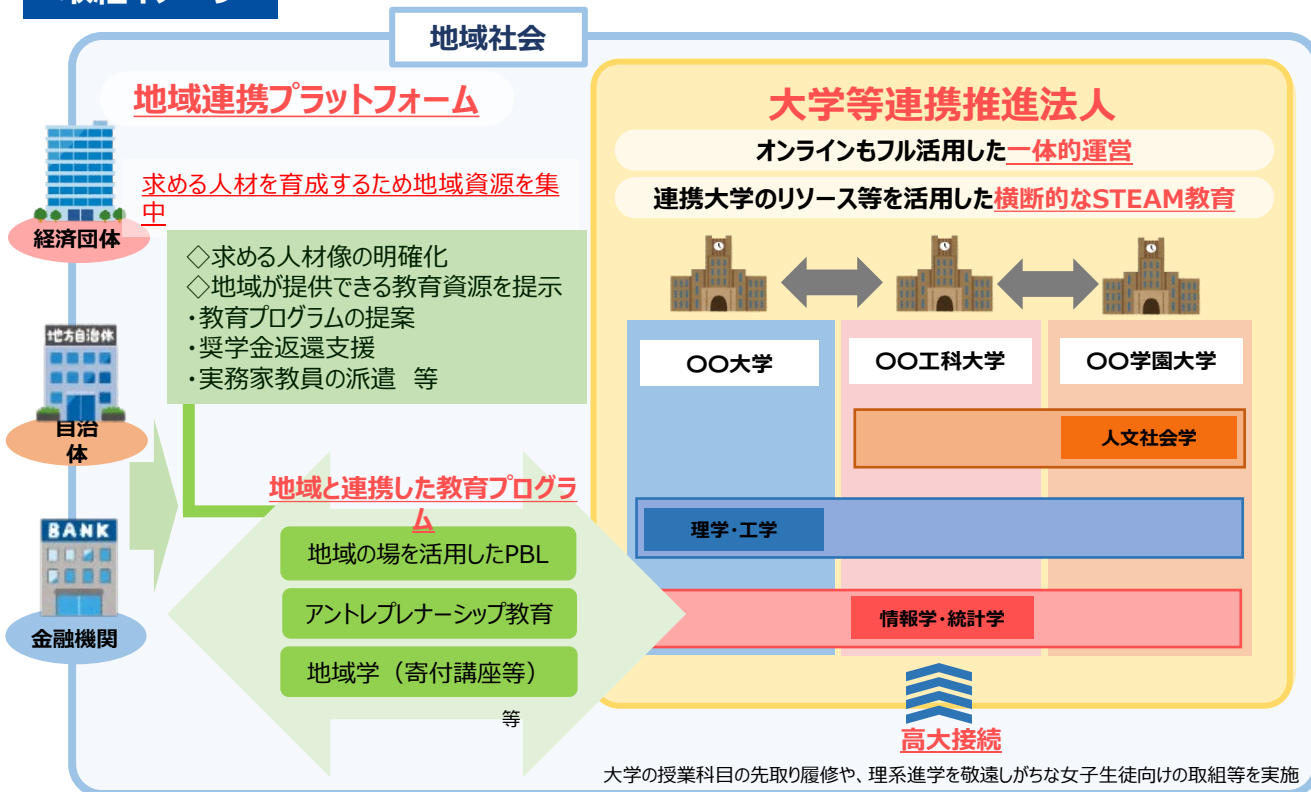 地域社会
地域連携プラットフォーム
求める人材を育成するため地域資源を集
中
経済団体
◇求める人材像の明確化
◇地域が提供できる教育資源を提示
・教育プログラムの提案
・奨学金返還支援
・実務家教員の派遣 等
地方自治体
自治
体
BANK
金融機関
地域と連携した教育プログラ
ム
地域の場を活用したPBL
アントレプレナーシップ教育
地域学（寄付講座等）
等
大学等連携推進法人
オンラインもフル活用した一体的運営
連携大学のリソース等を活用した横断的なSTEAM教育
〇〇大学
〇〇工科大学
〇〇学園大学
人文社会学
理学・工学
情報学・統計学
高大接続
大学の授業科目の先取り履修や、理系進学を敬遠しがちな女子生徒向けの取組等を実施